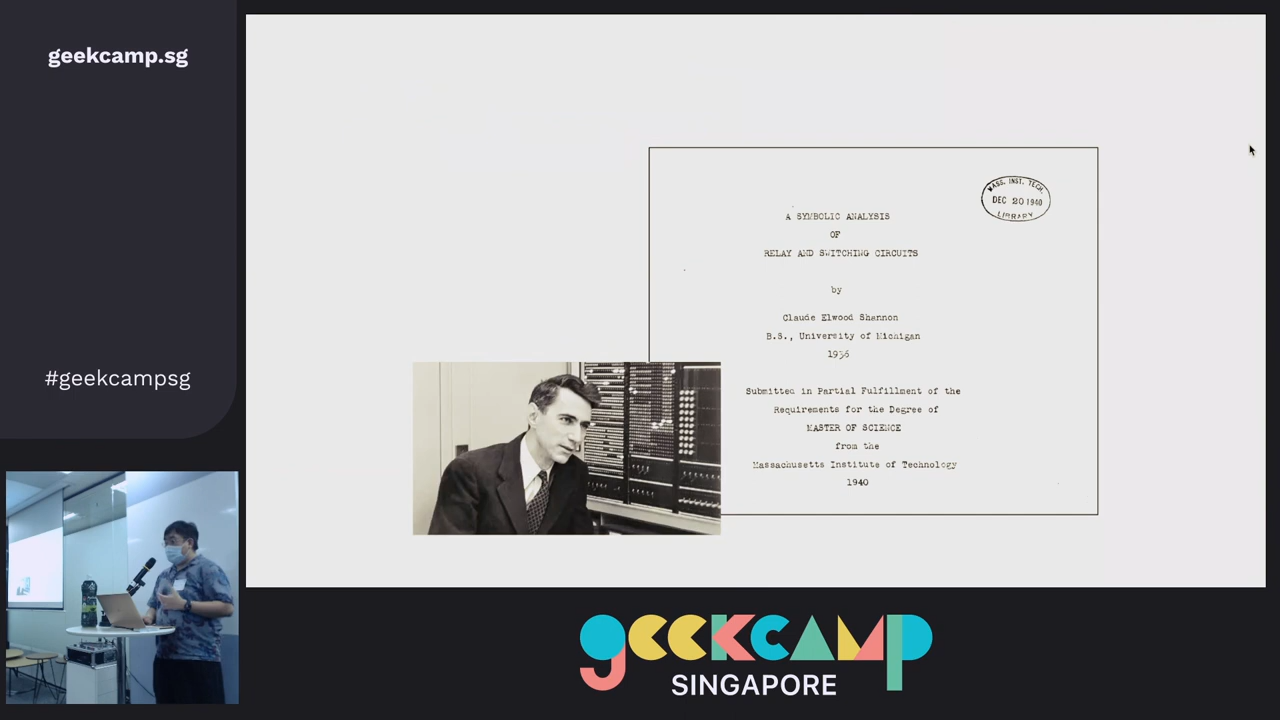 geekcamp.sg
#geekcampsg
MASS. INST. TECH.
DEC 20 1940
LIBRARY
A SYMBOLIC ANALYSIS
OF
RELAY AND SWITCHING CIRCUITS
by
Claude Elwood Shannon
B.S., University of Michigan
1936
Submitted in Partial Fulfillment of the
Requirements for the Degree of
MASTER OF SCIENCE
from the
Massachusetts Institute of Technology
1940
geekcamp
SINGAPORE